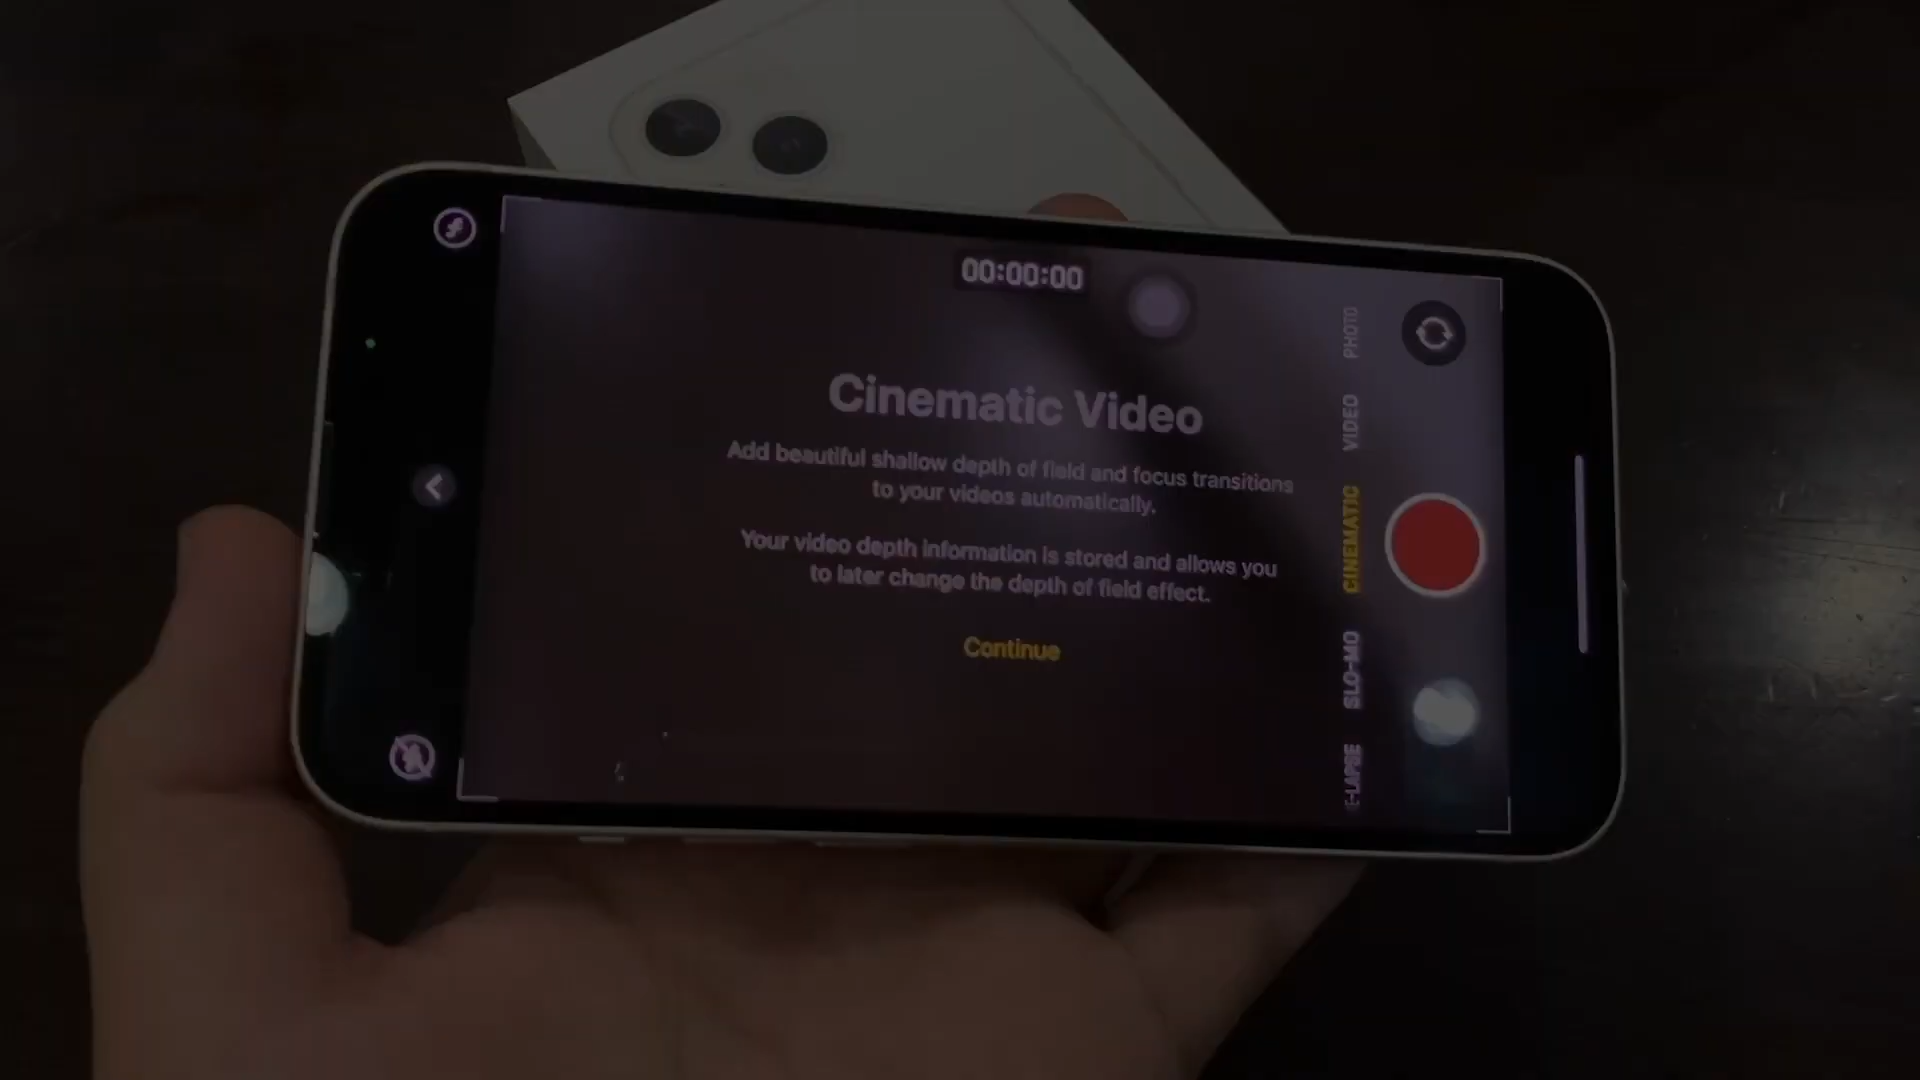 00:00:00
Cinematic Video
Add beautiful shallow depth of field and focus transitions
to your videos automatically.
Your video depth information is stored and allows you
to later change the depth of field effect.
Continue
PHOTO
VIDEO
CINEMATIC
SLO-MO
E-LAPSE